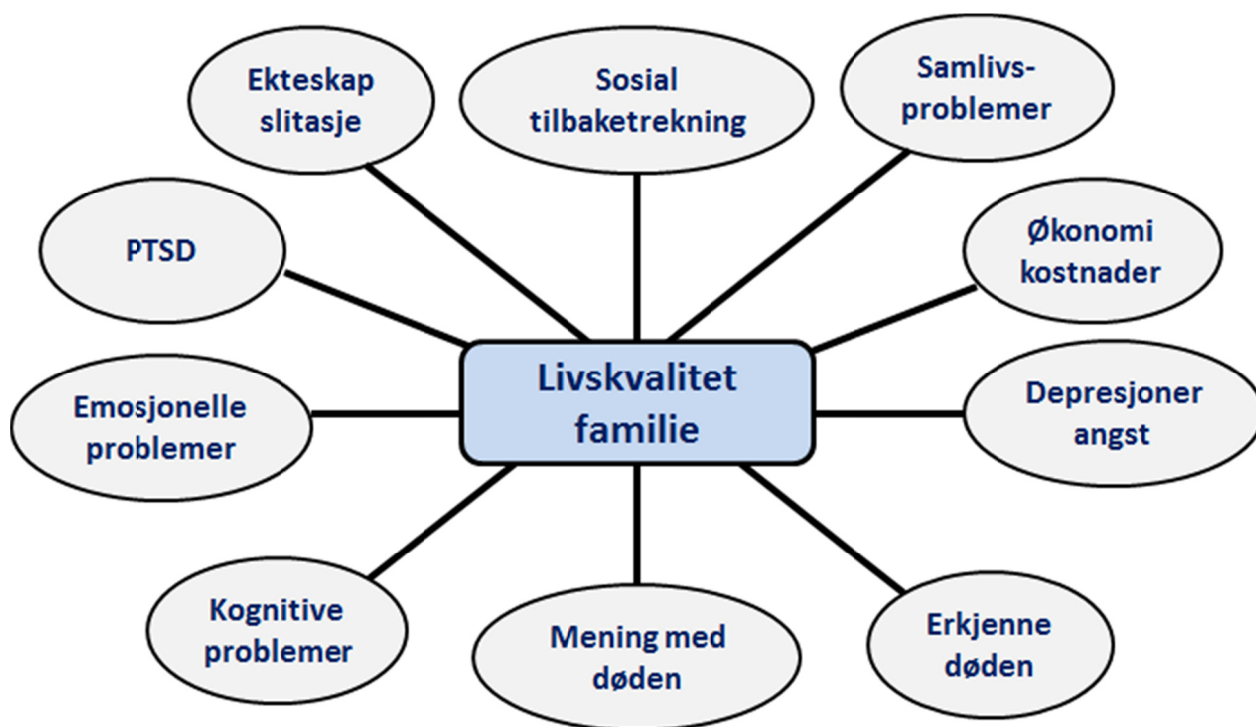 Ekteskap
slitasje
Sosial
tilbaketrekning
Samlivs-
problemer
PTSD
Økonomi
kostnader
Livskvalitet
familie
Emosjonelle
problemer
Depresjoner
angst
Kognitive
problemer
Mening med
døden
Erkjenne
døden